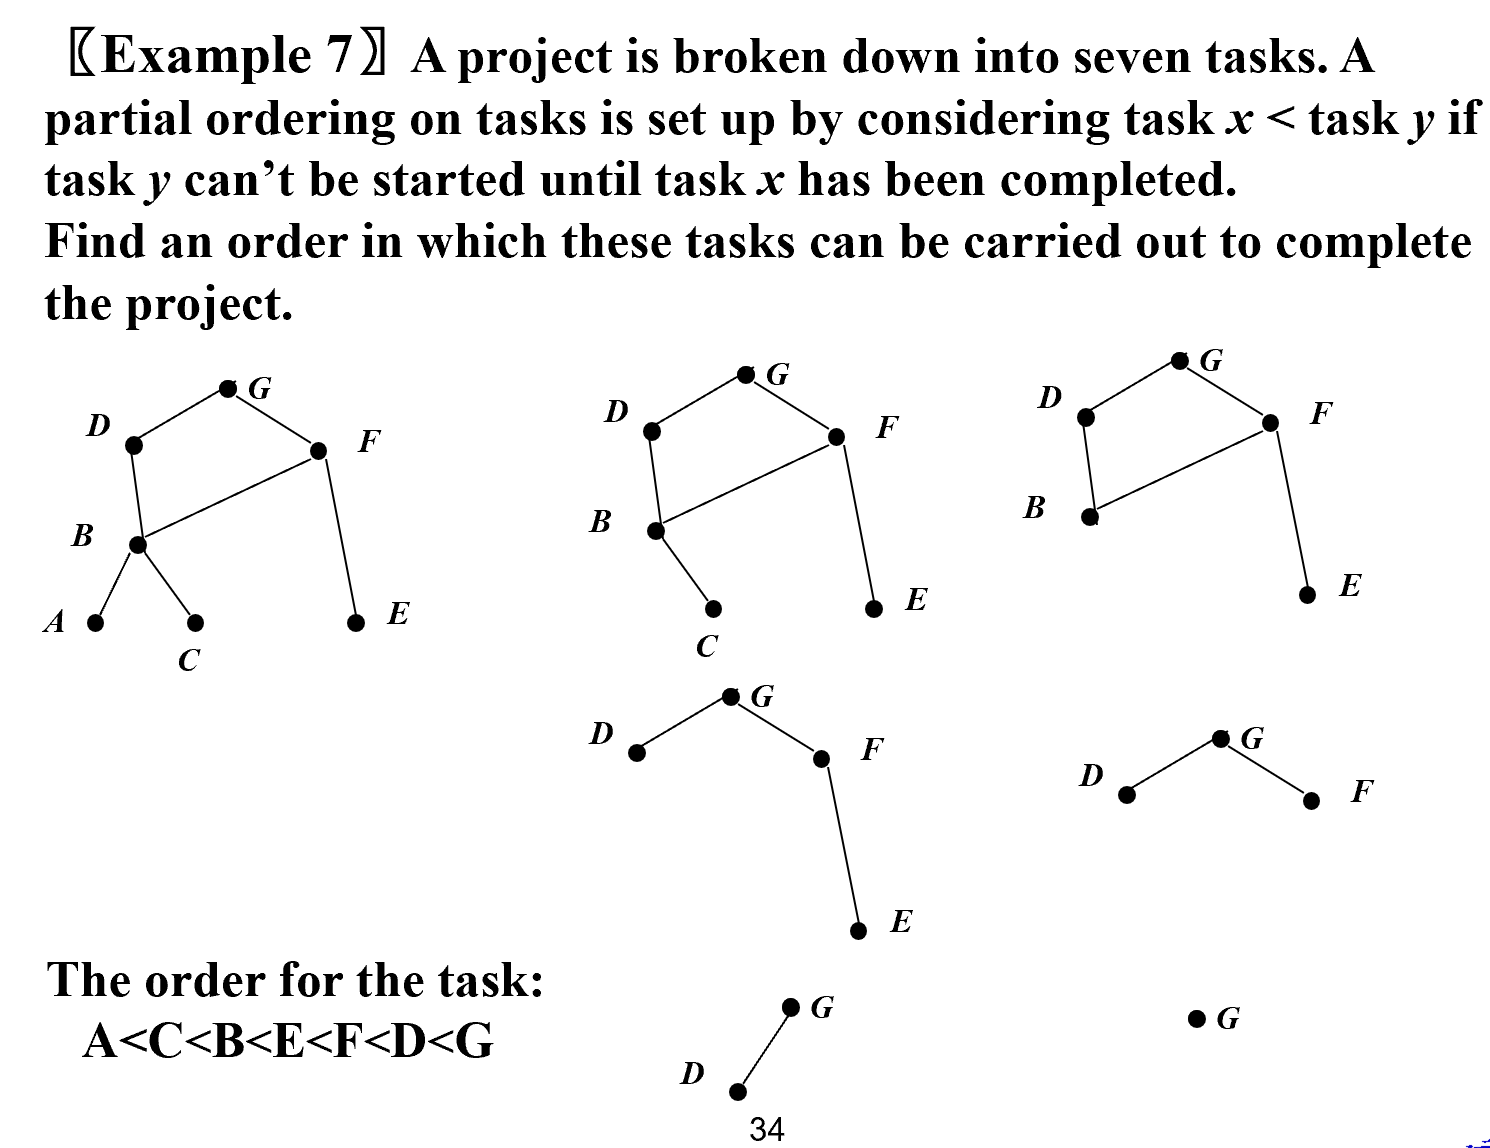 〖Example 7〗A project is broken down into seven tasks. A
partial ordering on tasks is set up by considering task x < task y if
task y can’t be started until task x has been completed.
Find an order in which these tasks can be carried out to complete
the project.
G
D
F
B
A
E
C
G
D
F
B
E
C
G
D
F
B
E
G
D
F
E
G
D
F
The order for the task:
A<C<B<E<F<D<G
G
D
G
34